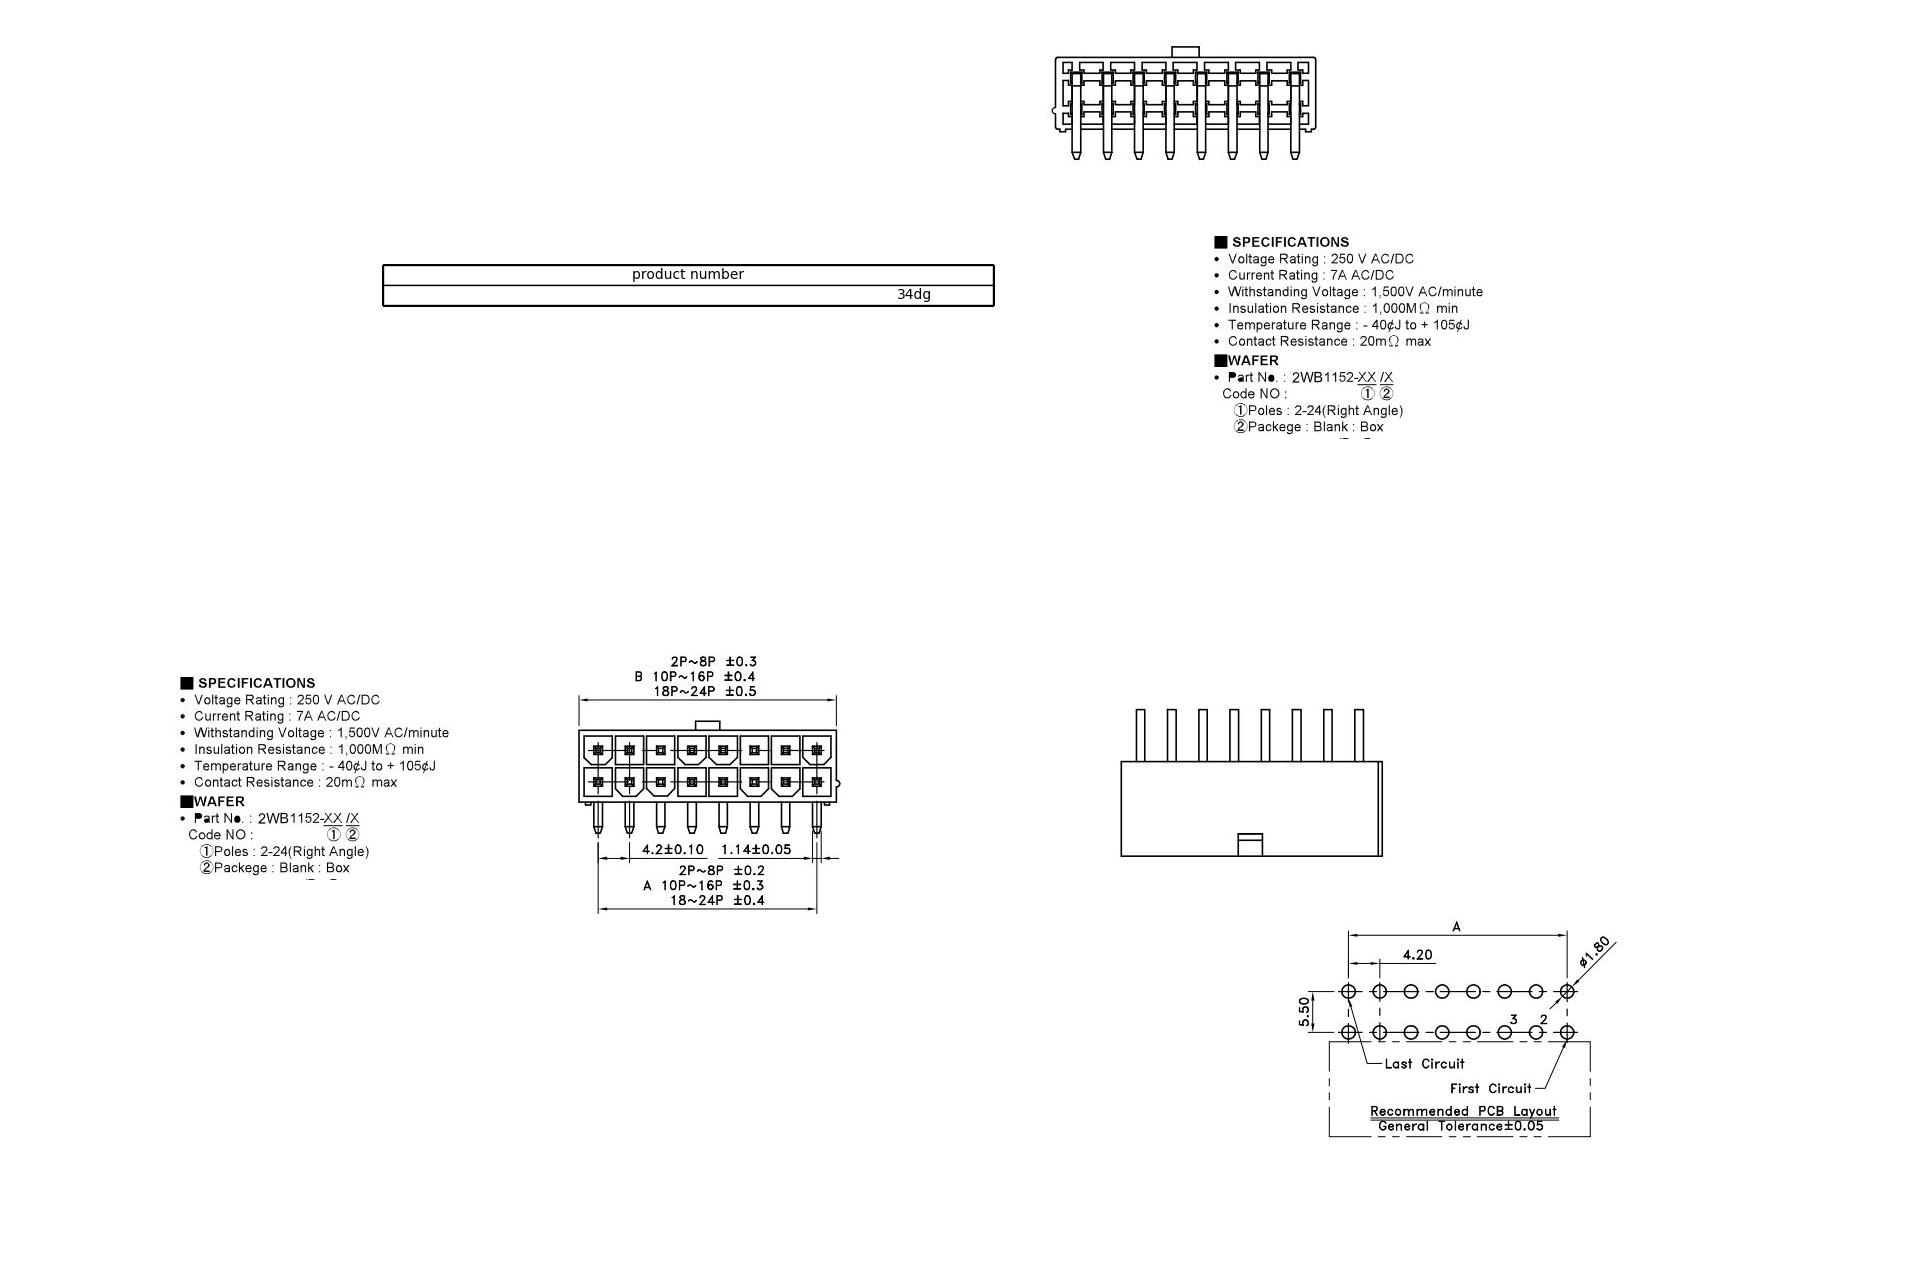 ■ SPECIFICATIONS
• Voltage Rating : 250 V AC/DC
• Current Rating : 7A AC/DC
• Withstanding Voltage : 1,500V AC/minute
• Insulation Resistance : 1,000MΩ min
• Temperature Range : - 40¢J to + 105¢J
• Contact Resistance : 20mΩ max
■WAFER
• Part No. : 2WB1152-XX /X
Code NO : ① ②
①Poles : 2-24(Right Angle)
②Packege : Blank : Box
product number
34dg
■ SPECIFICATIONS
• Voltage Rating : 250 V AC/DC
• Current Rating : 7A AC/DC
• Withstanding Voltage : 1,500V AC/minute
• Insulation Resistance : 1,000MΩ min
• Temperature Range : - 40¢J to + 105¢J
• Contact Resistance : 20mΩ max
■WAFER
• Part No. : 2WB1152-XX /X
Code NO : ① ②
①Poles : 2-24(Right Angle)
②Packege : Blank : Box
2P~8P ±0.3
B 10P~16P ±0.4
18P~24P ±0.5
4.2±0.10 1.14±0.05
2P~8P ±0.2
A 10P~16P ±0.3
18~24P ±0.4
A
4.20
ø1.80
5.50
3 2
Last Circuit
First Circuit
Recommended PCB Layout
General Tolerance±0.05